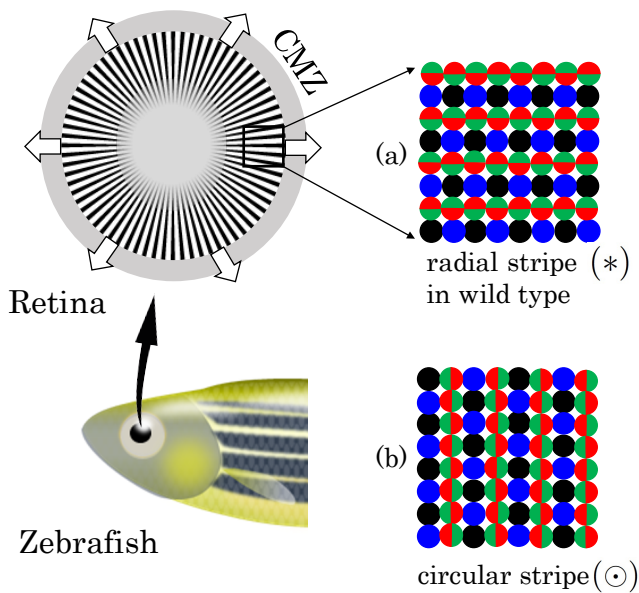 CMZ
(a)
radial stripe (*)
in wild type
Retina
(b)
Zebrafish
circular stripe(⊙)